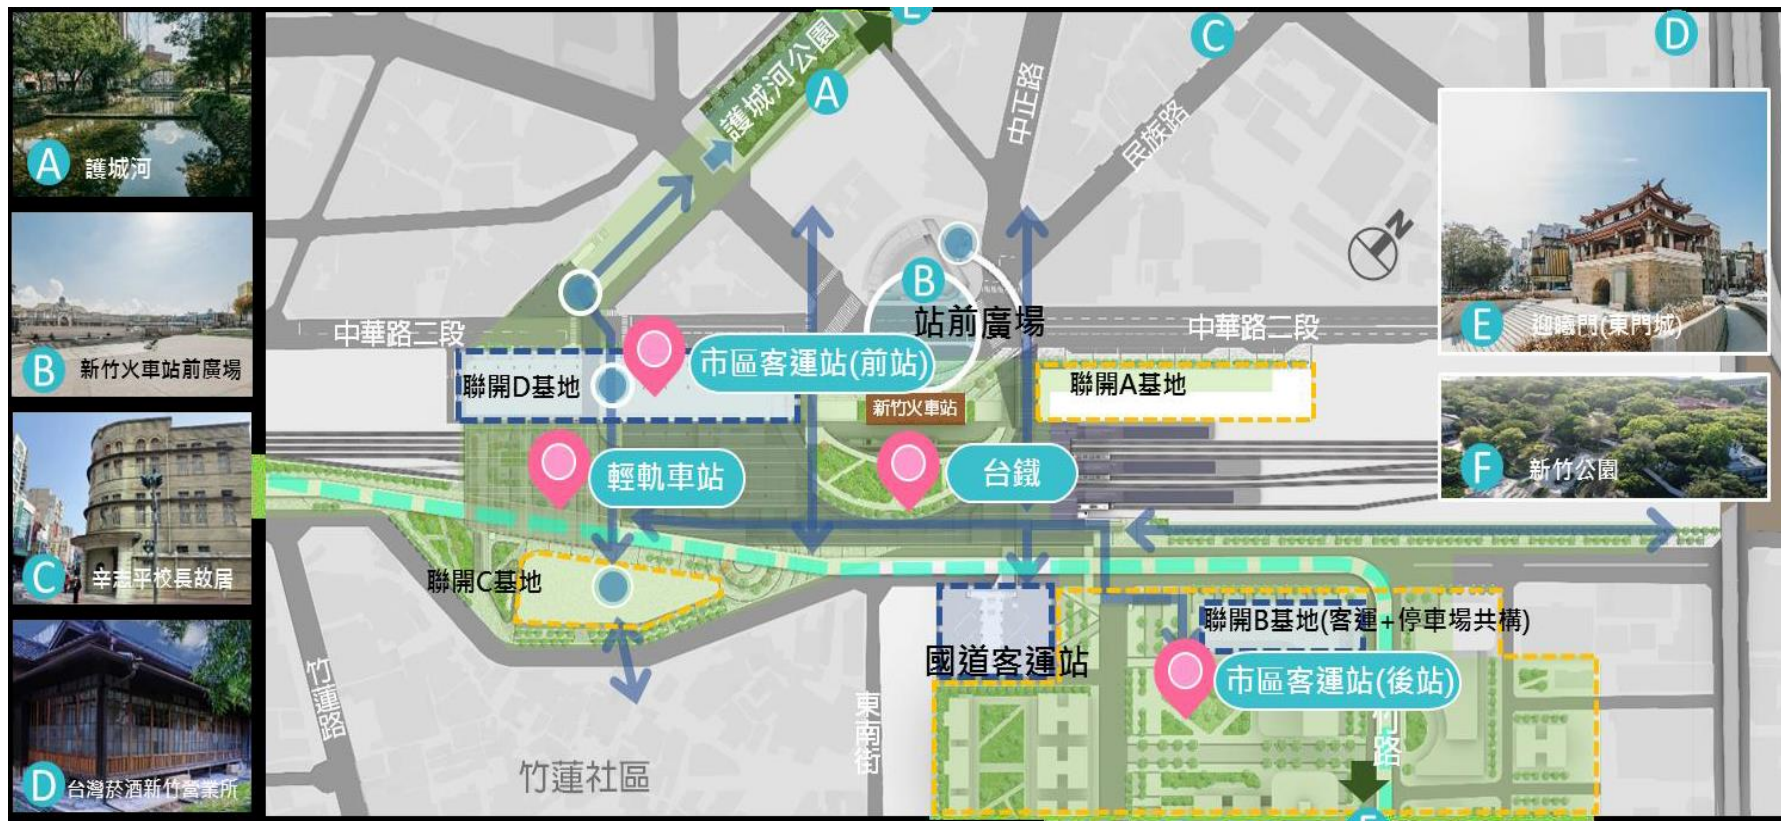 A
護城河
B
新竹火車站前廣場
C
辛志平校長故居
D
台灣菸酒新竹營業所
護城河公園
A
中正路
C
民族路
D
N
B
站前廣場
中華路二段
中華路二段
市區客運站(前站)
聯開D基地
聯開A基地
新竹火車站
輕軌車站
台鐵
聯開C基地
聯開B基地(客運+停車場共構)
國道客運站
市區客運站(後站)
竹路
竹蓮路
東南街
竹蓮社區
E
迎曦門(東門城)
F
新竹公園